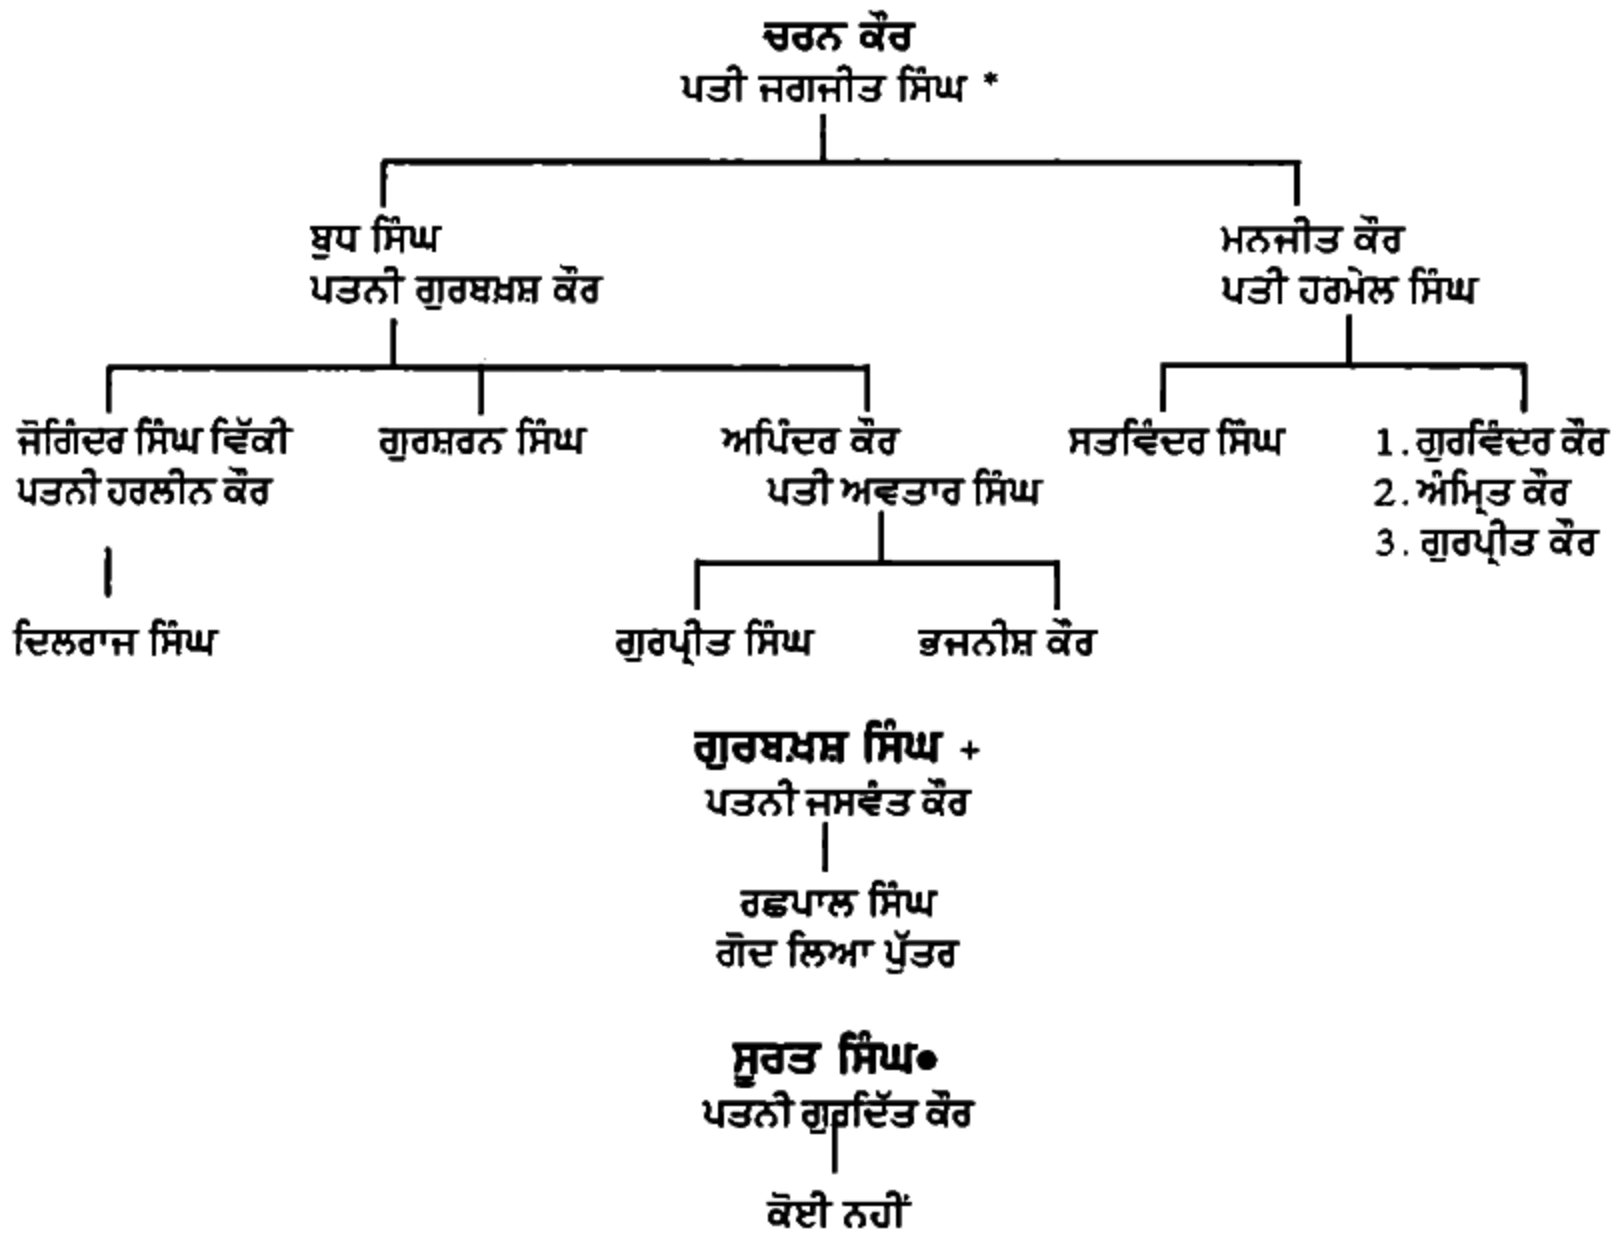 ਚਰਨ ਕੌਰ
ਪਤੀ ਜਗਜੀਤ ਸਿੰਘ *
ਬੁਧ ਸਿੰਘ
ਪਤਨੀ ਗੁਰਬਖ਼ਸ਼ ਕੌਰ
ਮਨਜੀਤ ਕੌਰ
ਪਤੀ ਹਰਮੇਲ ਸਿੰਘ
ਜੋਗਿੰਦਰ ਸਿੰਘ ਵਿੱਕੀ
ਪਤਨੀ ਹਰਲੀਨ ਕੌਰ
ਗੁਰਸ਼ਰਨ ਸਿੰਘ
ਅਪਿੰਦਰ ਕੌਰ
ਪਤੀ ਅਵਤਾਰ ਸਿੰਘ
ਸਤਵਿੰਦਰ ਸਿੰਘ
1. ਗੁਰਵਿੰਦਰ ਕੌਰ
2. ਅੰਮ੍ਰਿਤ ਕੌਰ
3. ਗੁਰਪ੍ਰੀਤ ਕੌਰ
ਦਿਲਰਾਜ ਸਿੰਘ
ਗੁਰਪ੍ਰੀਤ ਸਿੰਘ
ਭਜਨੀਸ਼ ਕੌਰ
ਗੁਰਬਖ਼ਸ਼ ਸਿੰਘ +
ਪਤਨੀ ਜਸਵੰਤ ਕੌਰ
ਰਛਪਾਲ ਸਿੰਘ
ਗੋਦ ਲਿਆ ਪੁੱਤਰ
ਸੂਰਤ ਸਿੰਘ●
ਪਤਨੀ ਗੁਰਦਿੱਤ ਕੌਰ
ਕੋਈ ਨਹੀਂ